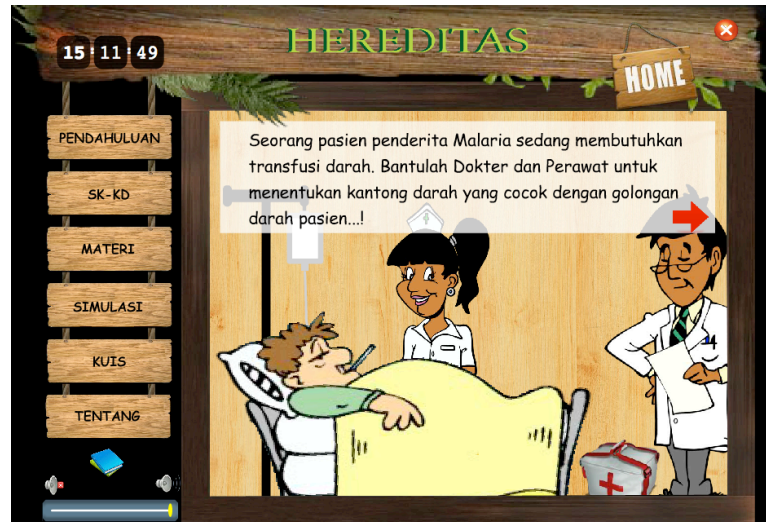 HEREDITAS
15 11 49
HOME
PENDAHULUAN
SK-KD
MATERI
SIMULASI
KUIS
TENTANG
Seorang pasien penderita Malaria sedang membutuhkan
transfusi darah. Bantulah Dokter dan Perawat untuk
menentukan kantong darah yang cocok dengan golongan
darah pasien...!